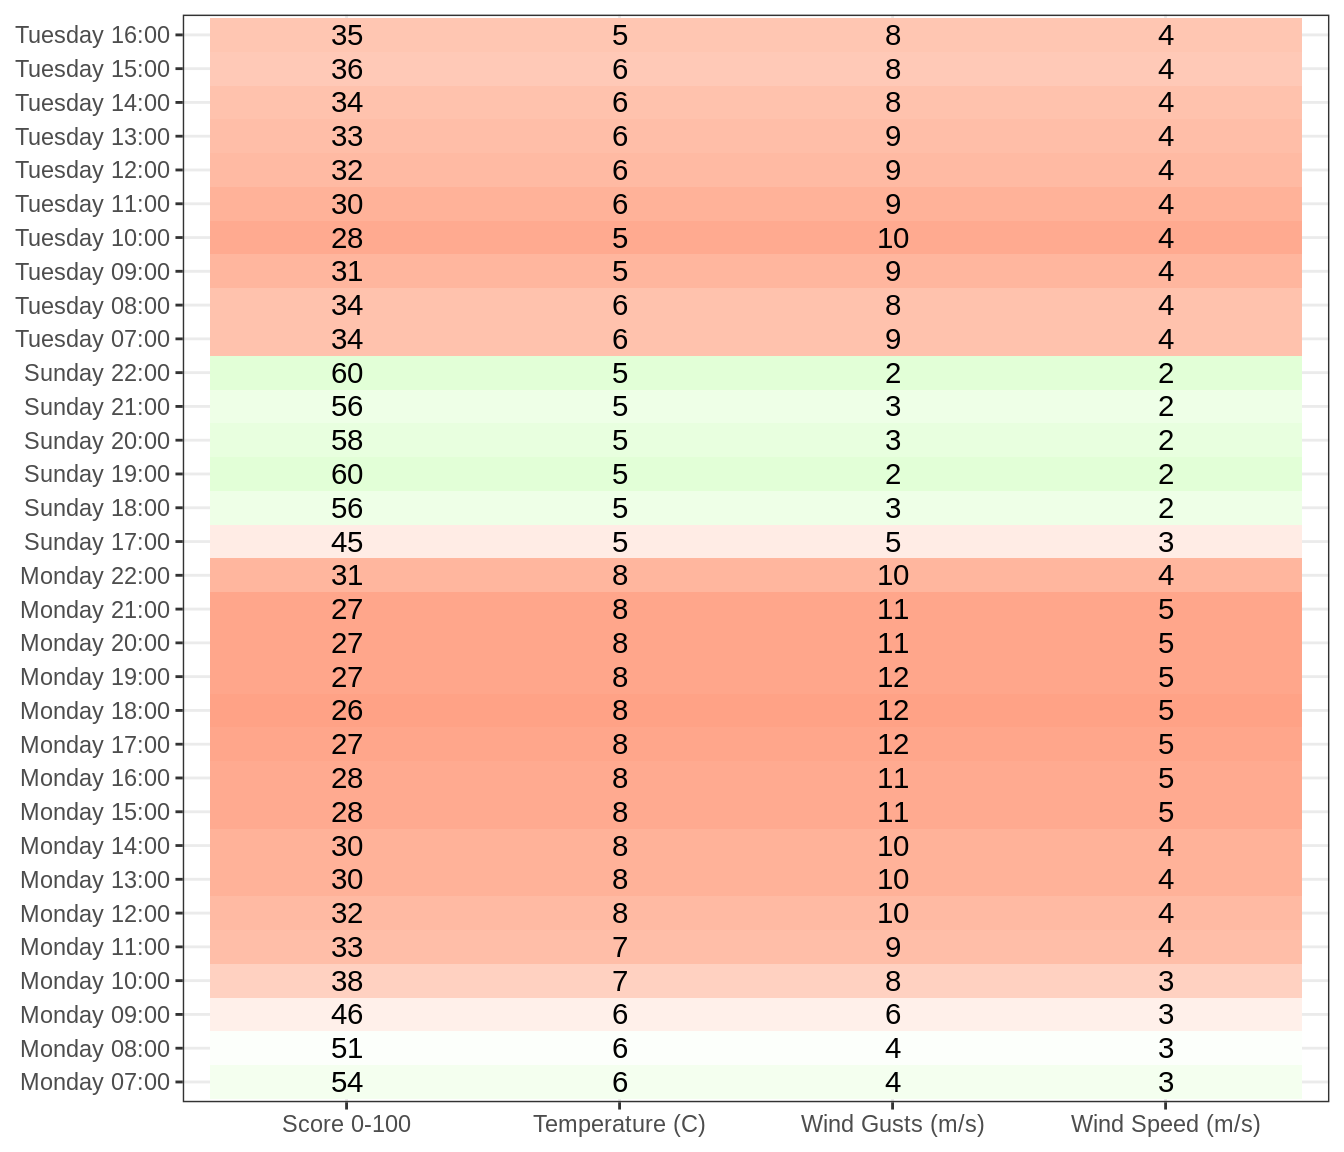 Tuesday 16:00 35 5 8 4
Tuesday 15:00 36 6 8 4
Tuesday 14:00 34 6 8 4
Tuesday 13:00 33 6 9 4
Tuesday 12:00 32 6 9 4
Tuesday 11:00 30 6 9 4
Tuesday 10:00 28 5 10 4
Tuesday 09:00 31 5 9 4
Tuesday 08:00 34 6 8 4
Tuesday 07:00 34 6 9 4
Sunday 22:00 60 5 2 2
Sunday 21:00 56 5 3 2
Sunday 20:00 58 5 3 2
Sunday 19:00 60 5 2 2
Sunday 18:00 56 5 3 2
Sunday 17:00 45 5 5 3
Monday 22:00 31 8 10 4
Monday 21:00 27 8 11 5
Monday 20:00 27 8 11 5
Monday 19:00 27 8 12 5
Monday 18:00 26 8 12 5
Monday 17:00 27 8 12 5
Monday 16:00 28 8 11 5
Monday 15:00 28 8 11 5
Monday 14:00 30 8 10 4
Monday 13:00 30 8 10 4
Monday 12:00 32 8 10 4
Monday 11:00 33 7 9 4
Monday 10:00 38 7 8 3
Monday 09:00 46 6 6 3
Monday 08:00 51 6 4 3
Monday 07:00 54 6 4 3
Score 0-100 Temperature (C) Wind Gusts (m/s) Wind Speed (m/s)